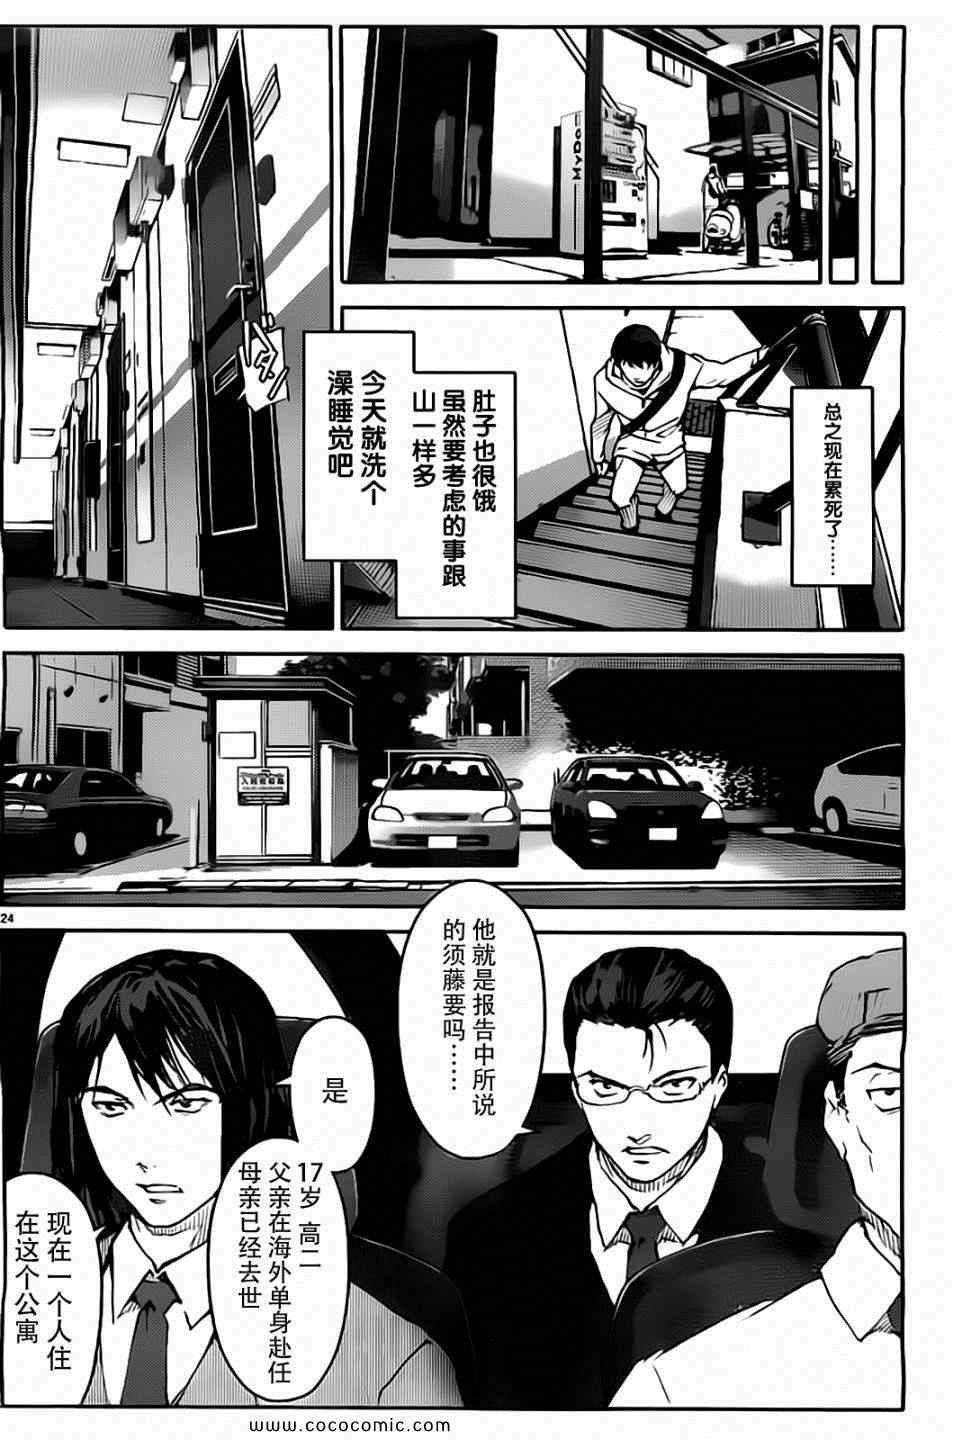 MyDo
总之现在累死了……
肚子也很饿
虽然要考虑的事跟
山一样多
今天就洗个
澡睡觉吧
24
他就是报告中所说
的须藤要吗……
是
17岁 高二
父亲在海外单身赴任
母亲已经去世
现在一个人住
在这个公寓
www.cococomic.com